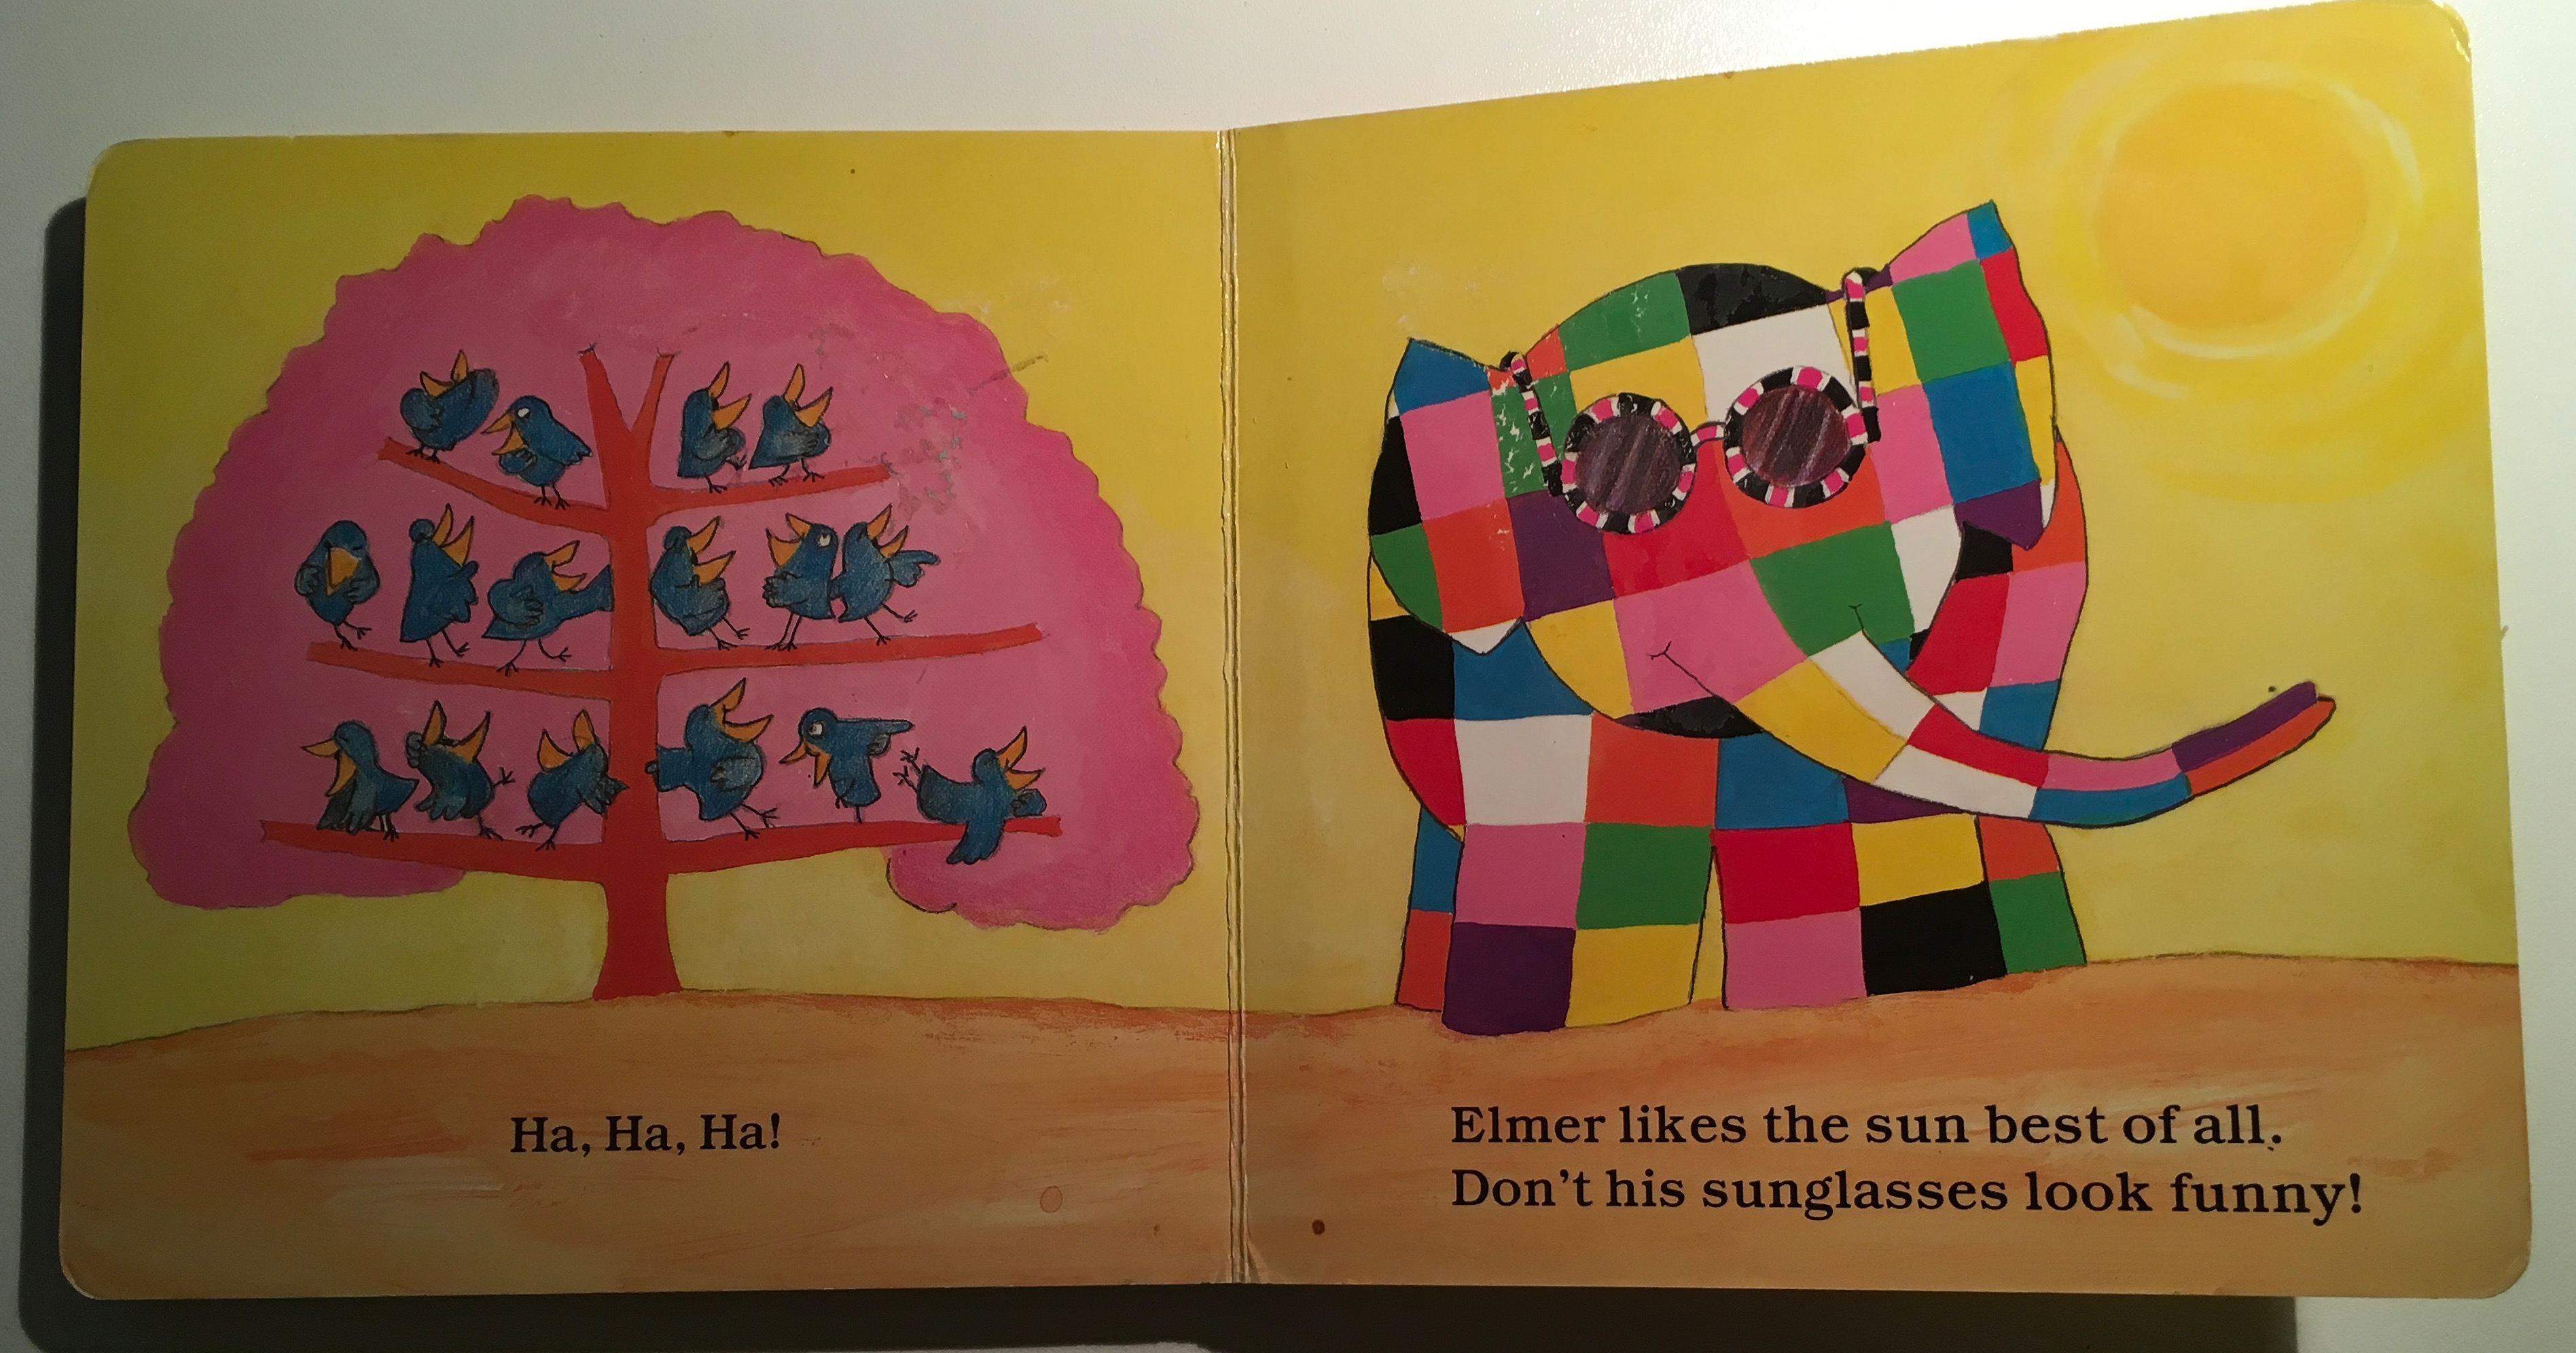 Ha, Ha, Ha!
Elmer likes the sun best of all.
Don't his sunglasses look funny!